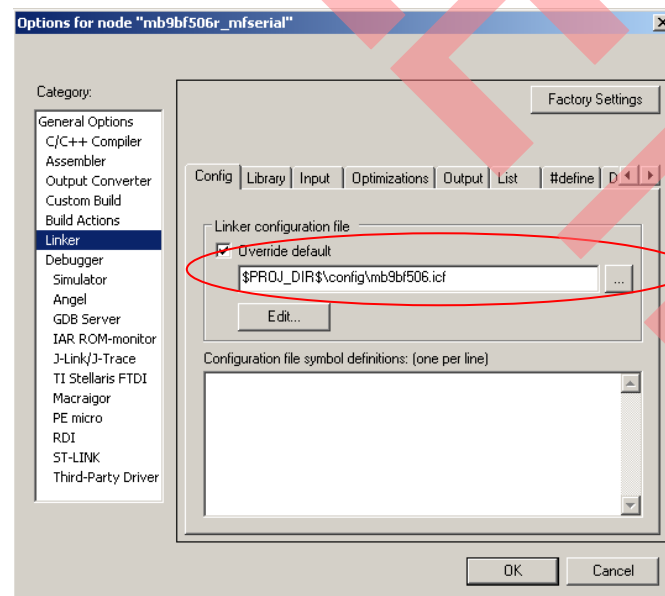 Options for node "mb9bf506r_mfserial"
Category:
Factory Settings
General Options
C/C++ Compiler
Assembler
Output Converter
Custom Build
Build Actions
Linker
Debugger
Simulator
Angel
GDB Server
IAR ROM-monitor
J-Link/J-Trace
TI Stellaris FTDI
Macraigor
PE micro
RDI
ST-LINK
Third-Party Driver
Config Library Input Optimizations Output List #define D
Linker configuration file
Override default
$PROJ_DIR$\config\mb9bf506.icf
...
Edit...
Configuration file symbol definitions: (one per line)
OK Cancel